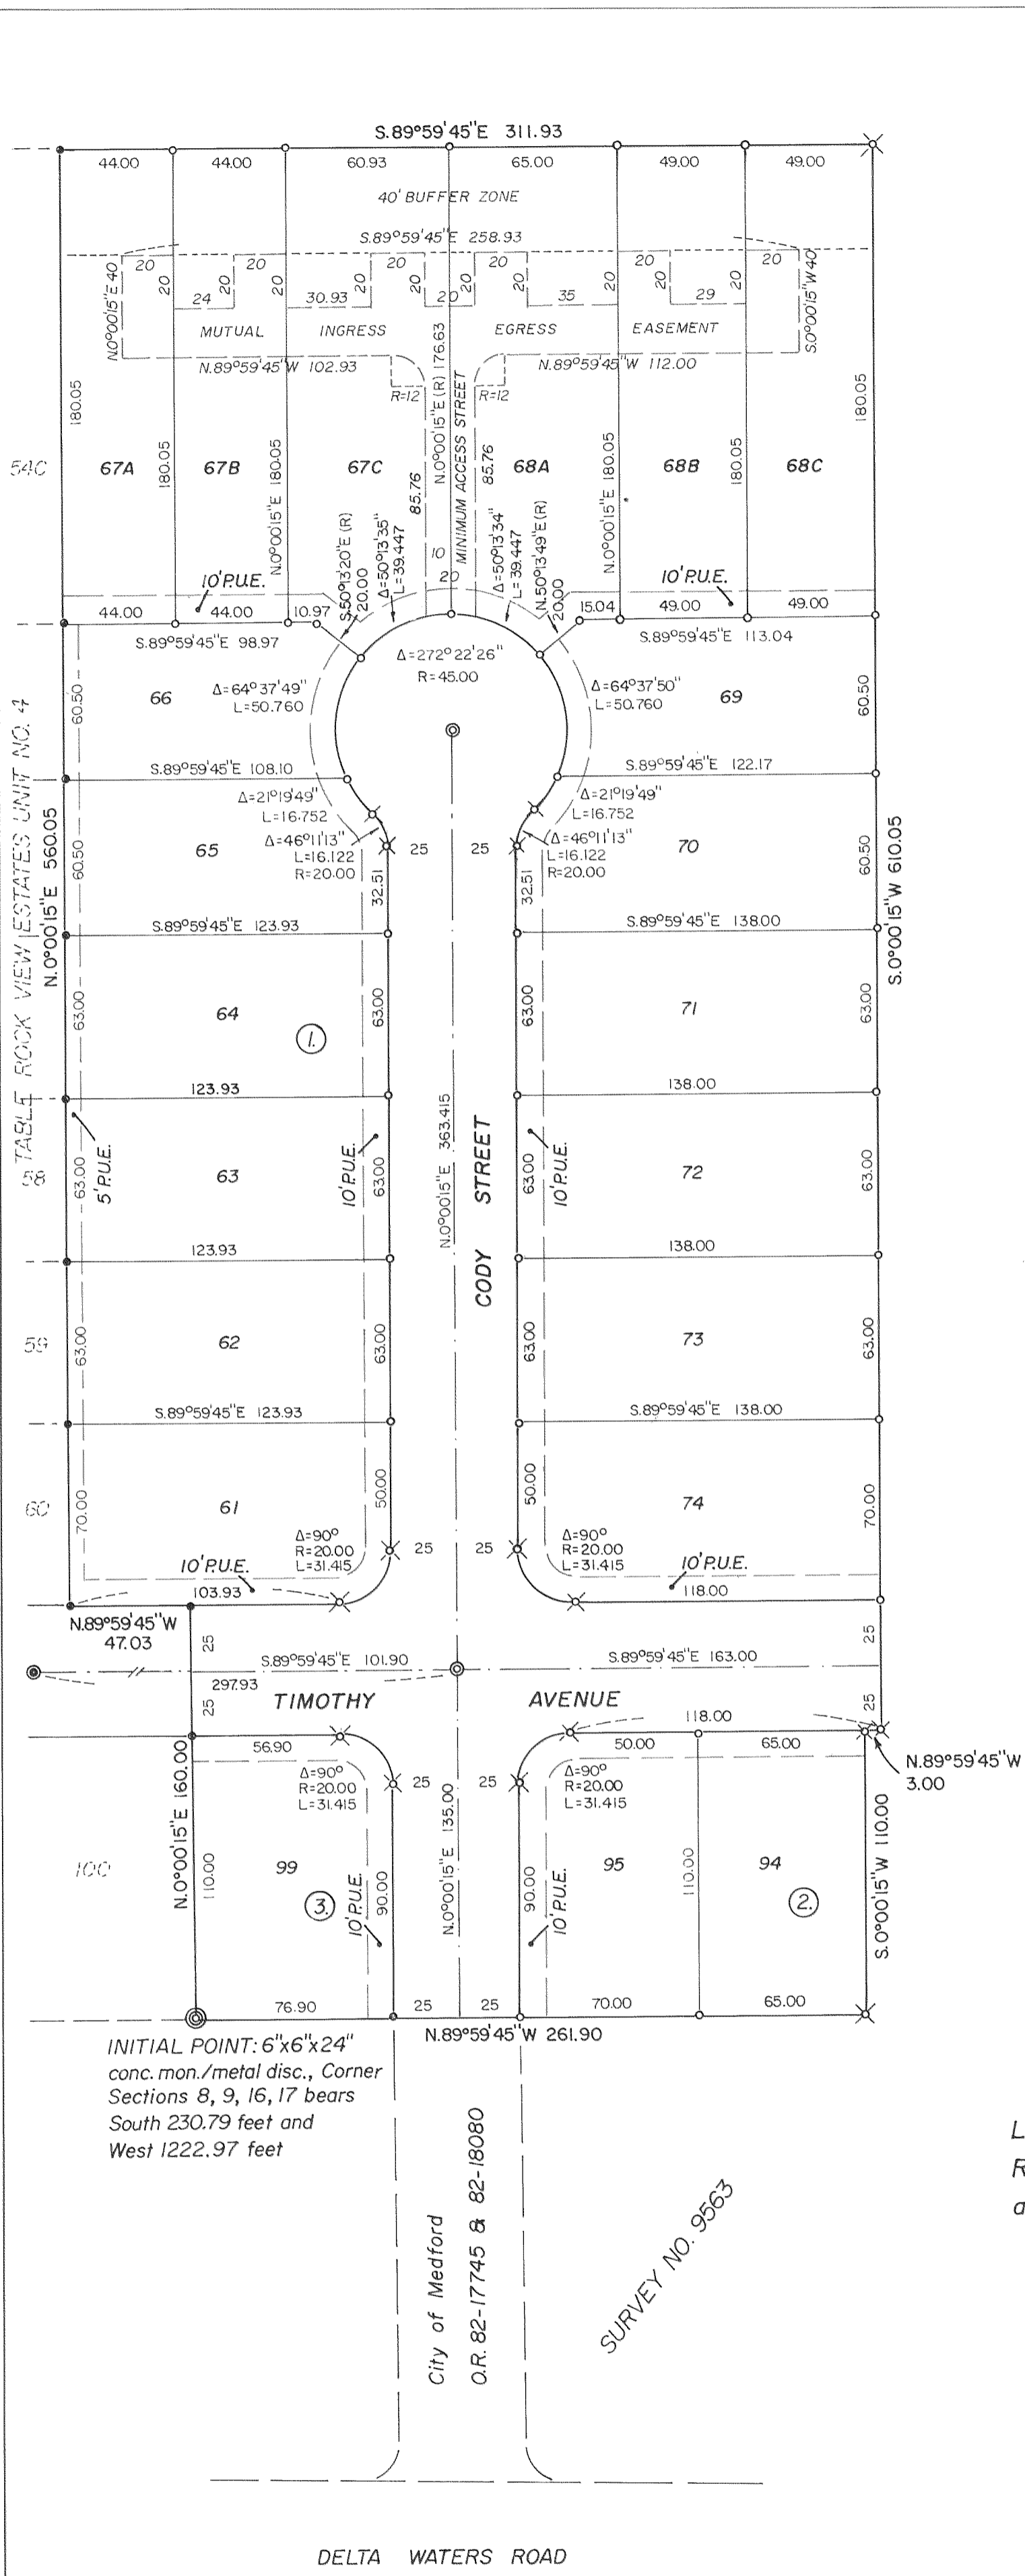 S.89°59'45"E 311.93
44.00 44.00 60.93 65.00 49.00 49.00
40' BUFFER ZONE
S.89°59'45"E 258.93
20 20 20 20 20 20
N.0°00'15"E 40
20 20 20 20 20 20 20
S.0°00'15"W 40
24 30.93 20 35 29
MUTUAL INGRESS EGRESS EASEMENT
N.89°59'45"W 102.93
N.89°59'45"W 112.00
R=12 R=12
N.0°00'15"E (R) 176.63
MINIMUM ACCESS STREET
180.05
180.05
54C 67A 67B 67C 68A 68B 68C
180.05
N.0°00'15"E 180.05
85.76
85.76
N.0°00'15"E 180.05
180.05
S.50°13'20"E (R)
20.00
Δ=50°13'35"
L=39.447
Δ=50°13'34"
L=39.447
N.50°13'49"E (R)
20.00
10
20
10' P.U.E.
10' P.U.E.
44.00 44.00 10.97 15.04 49.00 49.00
S.89°59'45"E 98.97
S.89°59'45"E 113.04
Δ=272°22'26"
R=45.00
66
Δ=64°37'49"
L=50.760
Δ=64°37'50"
L=50.760
69
60.50
60.50
S.89°59'45"E 108.10
S.89°59'45"E 122.17
Δ=21°19'49"
L=16.752
Δ=21°19'49"
L=16.752
65
Δ=46°11'13"
L=16.122
R=20.00
25 25
Δ=46°11'13"
L=16.122
R=20.00
70
TABLE ROCK VIEW ESTATES UNIT NO. 4
N.0°00'15"E 560.05
60.50
32.51
32.51
60.50
S.0°00'15"W 610.05
S.89°59'45"E 123.93
S.89°59'45"E 138.00
64
71
63.00
63.00
63.00
63.00
1.
123.93
138.00
N.0°00'15"E 363.415
CODY STREET
58
63.00
5' P.U.E.
63
10' P.U.E.
63.00
63.00
10' P.U.E.
72
63.00
123.93
138.00
59
63.00
62
63.00
63.00
73
63.00
S.89°59'45"E 123.93
S.89°59'45"E 138.00
60
70.00
61
50.00
50.00
74
70.00
Δ=90°
R=20.00
L=31.415
25 25
Δ=90°
R=20.00
L=31.415
10' P.U.E.
10' P.U.E.
103.93
118.00
N.89°59'45"W
47.03
25
25
S.89°59'45"E 101.90
S.89°59'45"E 163.00
297.93
25
TIMOTHY AVENUE
25
118.00
56.90
50.00 65.00
N.89°59'45"W
3.00
Δ=90°
R=20.00
L=31.415
25 25
Δ=90°
R=20.00
L=31.415
N.0°00'15"E 160.00
N.0°00'15"E 135.00
S.0°00'15"W 110.00
100
110.00
99
90.00
90.00
95
110.00
94
3.
10' P.U.E.
10' P.U.E.
2.
76.90 25 25 70.00 65.00
N.89°59'45"W 261.90
INITIAL POINT: 6"x6"x24"
conc. mon./metal disc., Corner
Sections 8, 9, 16, 17 bears
South 230.79 feet and
West 1222.97 feet
City of Medford
O.R. 82-17745 & 82-18080
SURVEY NO. 9563
L
R
a
DELTA WATERS ROAD